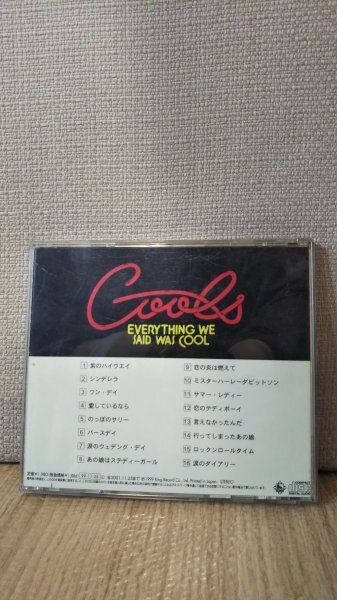 Cools
EVERYTHING WE
SAID WAS COOL
1 紫のハイウエイ
2 シンデレラ
3 ワン・デイ
4 愛しているなら
5 のっぽのサリー
6 バースデイ
7 涙のウェディング・デイ
8 あの娘はステディーガール
9 恋の炎は燃えて
10 ミスターハーレーダビットソン
11 サマー・レディー
12 恋のテディボーイ
13 言えなかったんだ
14 行ってしまったあの娘
15 ロックンロールタイム
16 涙のダイアリー